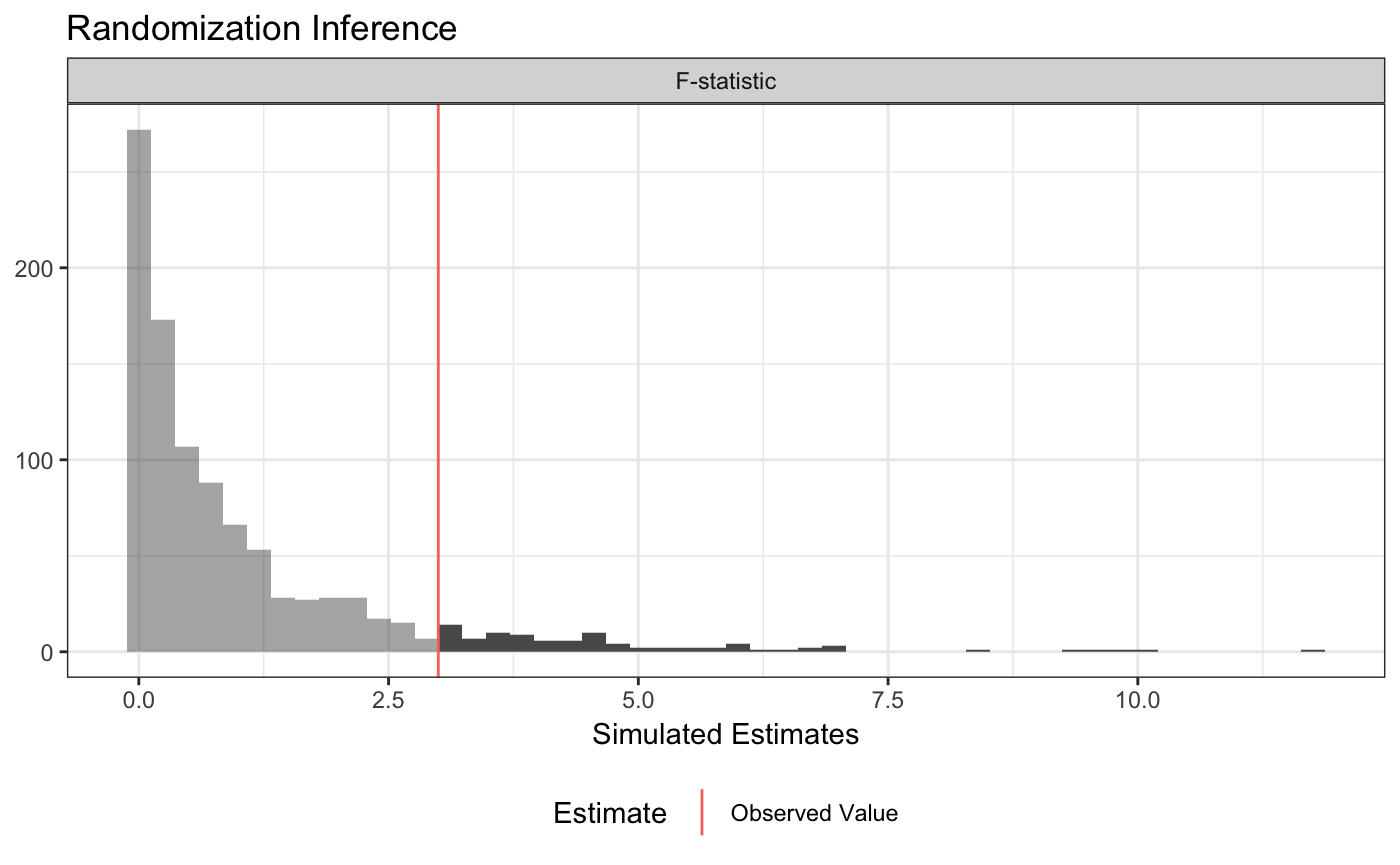 Randomization Inference
F-statistic
200
100
0
0.0 2.5 5.0 7.5 10.0
Simulated Estimates
Estimate Observed Value